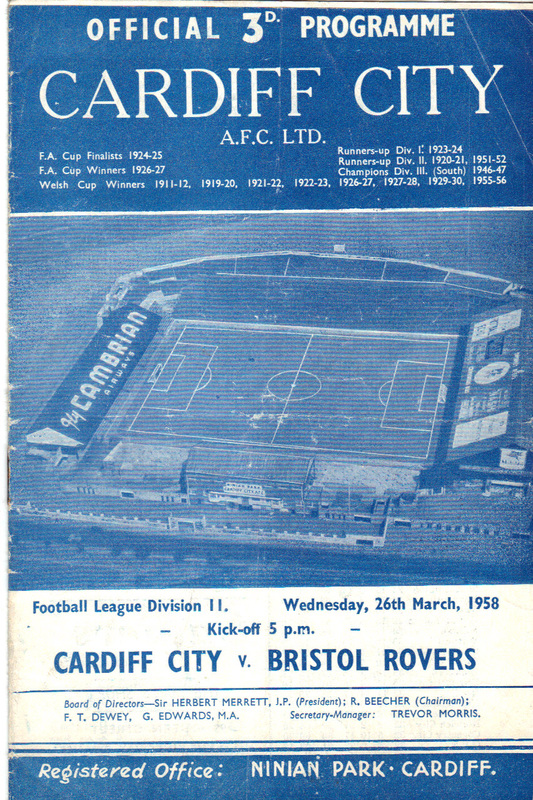 OFFICIAL 3D. PROGRAMME
CARDIFF CITY
A.F.C. LTD.
F.A. Cup Finalists 1924-25
F.A. Cup Winners 1926-27
Runners-up Div. I. 1923-24
Runners-up Div. II. 1920-21, 1951-52
Champions Div. III. (South) 1946-47
Welsh Cup Winners 1911-12, 1919-20, 1921-22, 1922-23, 1926-27, 1927-28, 1929-30, 1955-56
fly CAMBRIAN
AIRWAYS
Football League Division II.
Wednesday, 26th March, 1958
– Kick-off 5 p.m. –
CARDIFF CITY v. BRISTOL ROVERS
Board of Directors—Sir HERBERT MERRETT, J.P. (President); R. BEECHER (Chairman);
F. T. DEWEY, G. EDWARDS, M.A. Secretary-Manager: TREVOR MORRIS.
Registered Office: NINIAN PARK · CARDIFF.